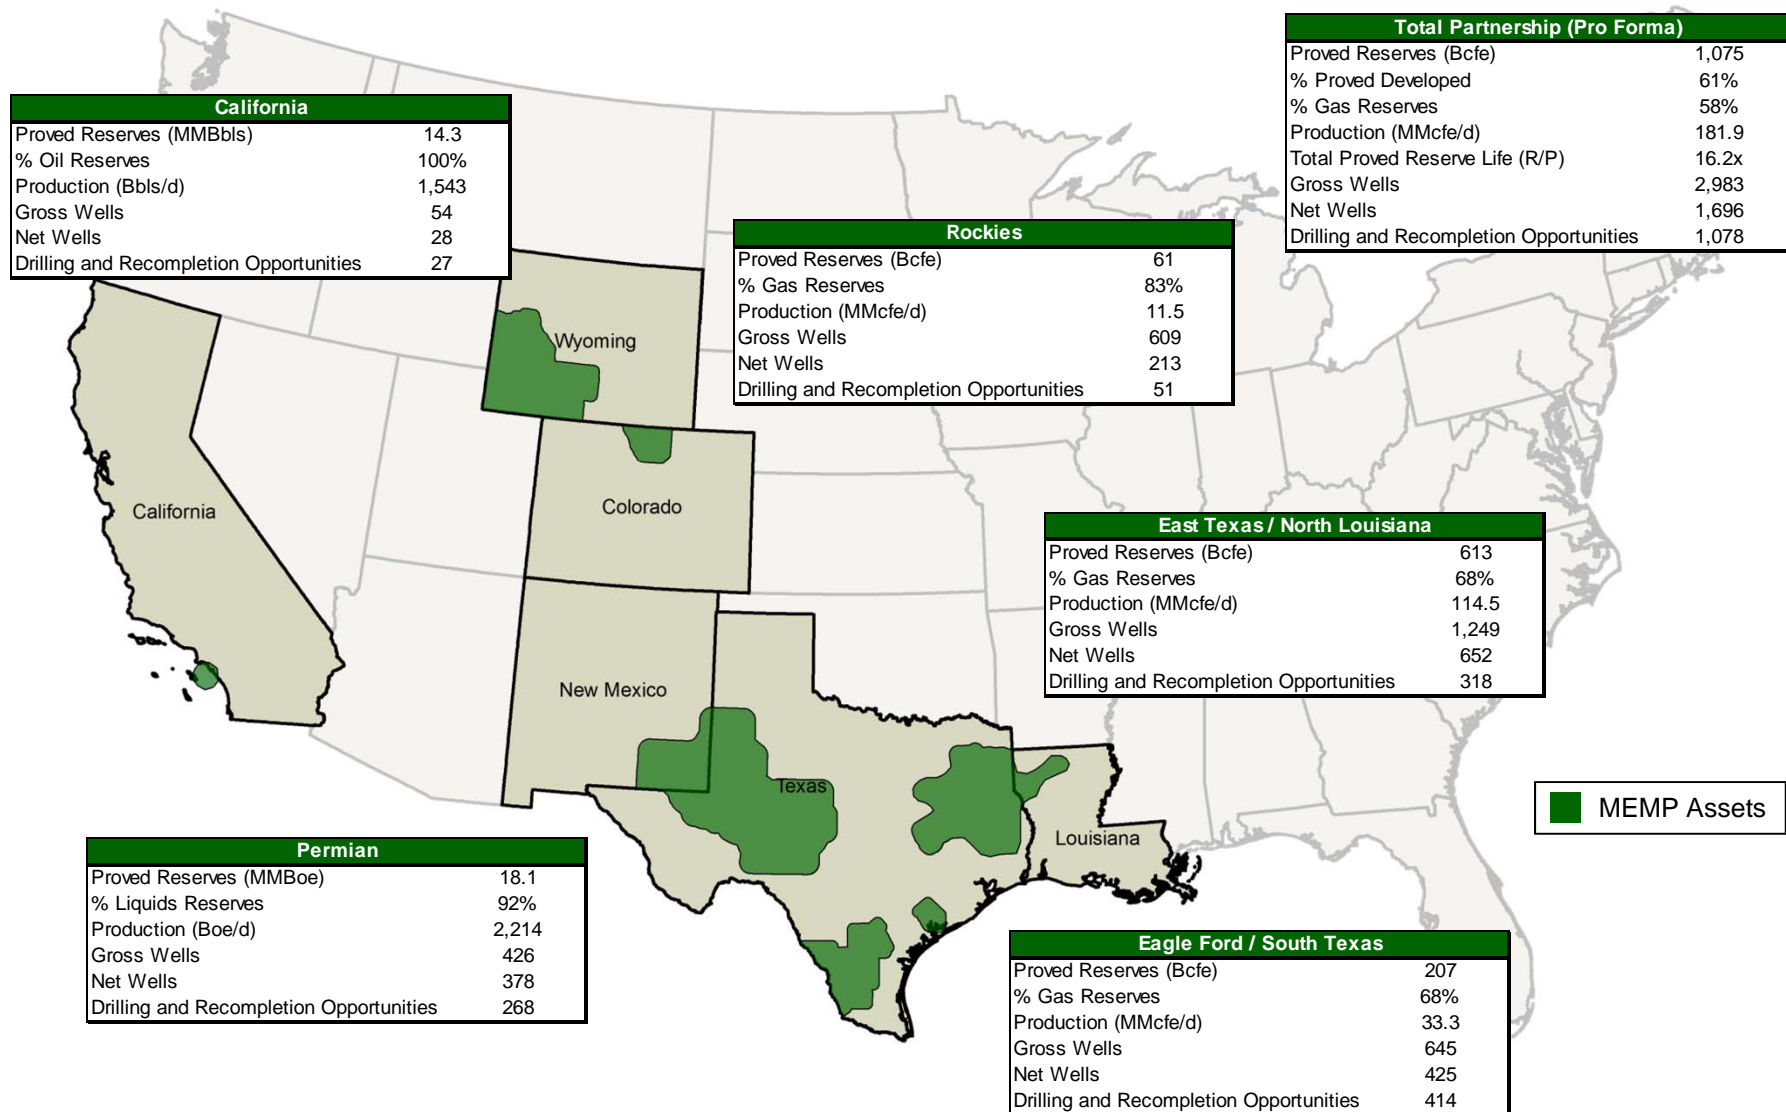 Total Partnership (Pro Forma)
Proved Reserves (Bcfe) 1,075
% Proved Developed 61%
% Gas Reserves 58%
Production (MMcfe/d) 181.9
Total Proved Reserve Life (R/P) 16.2x
Gross Wells 2,983
Net Wells 1,696
Drilling and Recompletion Opportunities 1,078
California
Proved Reserves (MMBbls) 14.3
% Oil Reserves 100%
Production (Bbls/d) 1,543
Gross Wells 54
Net Wells 28
Drilling and Recompletion Opportunities 27
Rockies
Proved Reserves (Bcfe) 61
% Gas Reserves 83%
Production (MMcfe/d) 11.5
Gross Wells 609
Net Wells 213
Drilling and Recompletion Opportunities 51
Wyoming
Colorado
California
East Texas / North Louisiana
Proved Reserves (Bcfe) 613
% Gas Reserves 68%
Production (MMcfe/d) 114.5
Gross Wells 1,249
Net Wells 652
Drilling and Recompletion Opportunities 318
New Mexico
Texas
Louisiana
MEMP Assets
Permian
Proved Reserves (MMBoe) 18.1
% Liquids Reserves 92%
Production (Boe/d) 2,214
Gross Wells 426
Net Wells 378
Drilling and Recompletion Opportunities 268
Eagle Ford / South Texas
Proved Reserves (Bcfe) 207
% Gas Reserves 68%
Production (MMcfe/d) 33.3
Gross Wells 645
Net Wells 425
Drilling and Recompletion Opportunities 414